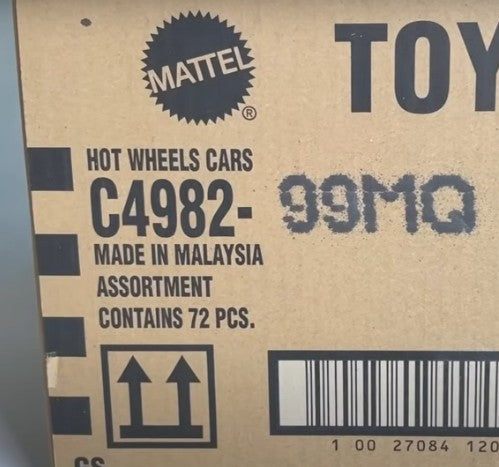 MATTEL ®
TOY
HOT WHEELS CARS
C4982- 99MQ
MADE IN MALAYSIA
ASSORTMENT
CONTAINS 72 PCS.
1 00 27084 120